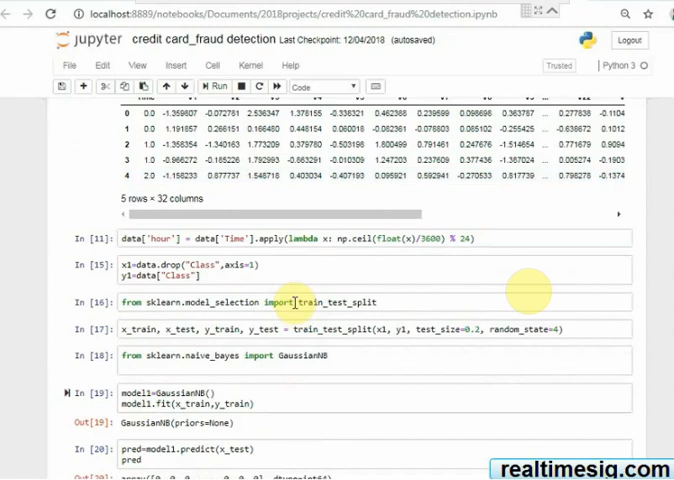 localhost:8889/notebooks/Documents/2018projects/credit%20card_fraud%20detection.ipynb
jupyter credit card_fraud detection Last Checkpoint: 12/04/2018 (autosaved)
Logout
File Edit View Insert Cell Kernel Help
Trusted
Python 3
Run
Code
0 0.0 -1.359807 -0.072781 2.536347 1.378155 -0.338321 0.462388 0.239599 0.098698 0.363787 ... 0.277838 -0.1104
1 0.0 1.191857 0.266151 0.166480 0.448154 0.060018 -0.082361 -0.078803 0.085102 -0.255425 ... -0.638672 0.1012
2 1.0 -1.358354 -1.340163 1.773209 0.379780 -0.503198 1.800499 0.791461 0.247676 -1.514654 ... 0.771679 0.9094
3 1.0 -0.966272 -0.185226 1.792993 -0.863291 -0.010309 1.247203 0.237609 0.377436 -1.387024 ... 0.005274 -0.1903
4 2.0 -1.158233 0.877737 1.548718 0.403034 -0.407193 0.095921 0.592941 -0.270533 0.817739 ... 0.798278 -0.1374
5 rows × 32 columns
In [11]: data['hour'] = data['Time'].apply(lambda x: np.ceil(float(x)/3600) % 24)
In [15]: x1=data.drop("Class",axis=1)
y1=data["Class"]
In [16]: from sklearn.model_selection import train_test_split
In [17]: x_train, x_test, y_train, y_test = train_test_split(x1, y1, test_size=0.2, random_state=4)
In [18]: from sklearn.naive_bayes import GaussianNB
In [19]: model1=GaussianNB()
model1.fit(x_train,y_train)
Out[19]: GaussianNB(priors=None)
In [20]: pred=model1.predict(x_test)
pred
realtimesig.com